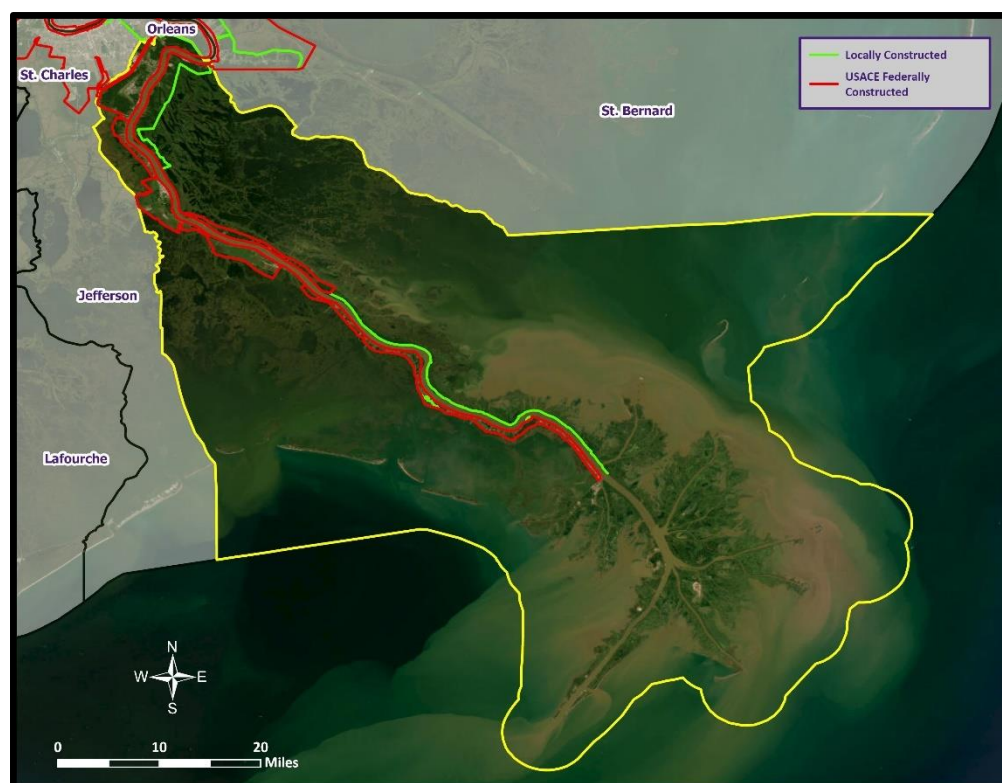 Orleans
St. Charles
Locally Constructed
USACE Federally
Constructed
St. Bernard
Jefferson
Lafourche
N
W E
S
0 10 20
Miles